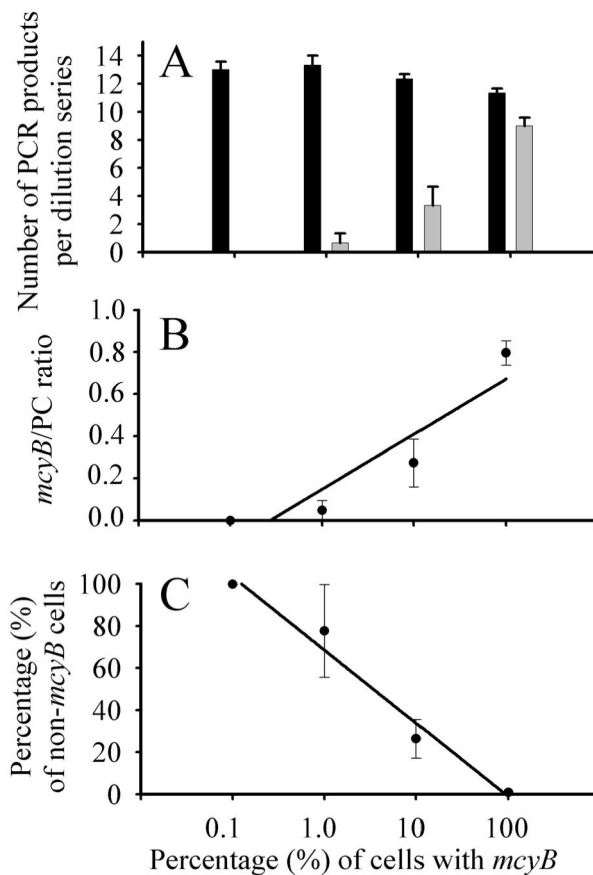 A
Number of PCR products
per dilution series
14
12
10
8
6
4
2
0
B
mcyB/PC ratio
1.0
0.8
0.6
0.4
0.2
0.0
C
Percentage (%)
of non-mcyB cells
100
80
60
40
20
0
0.1 1.0 10 100
Percentage (%) of cells with mcyB